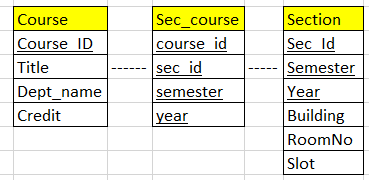 Course Sec_course Section
Course_ID course_id Sec_Id
Title ------ sec_id ----- Semester
Dept_name semester Year
Credit year Building
RoomNo
Slot